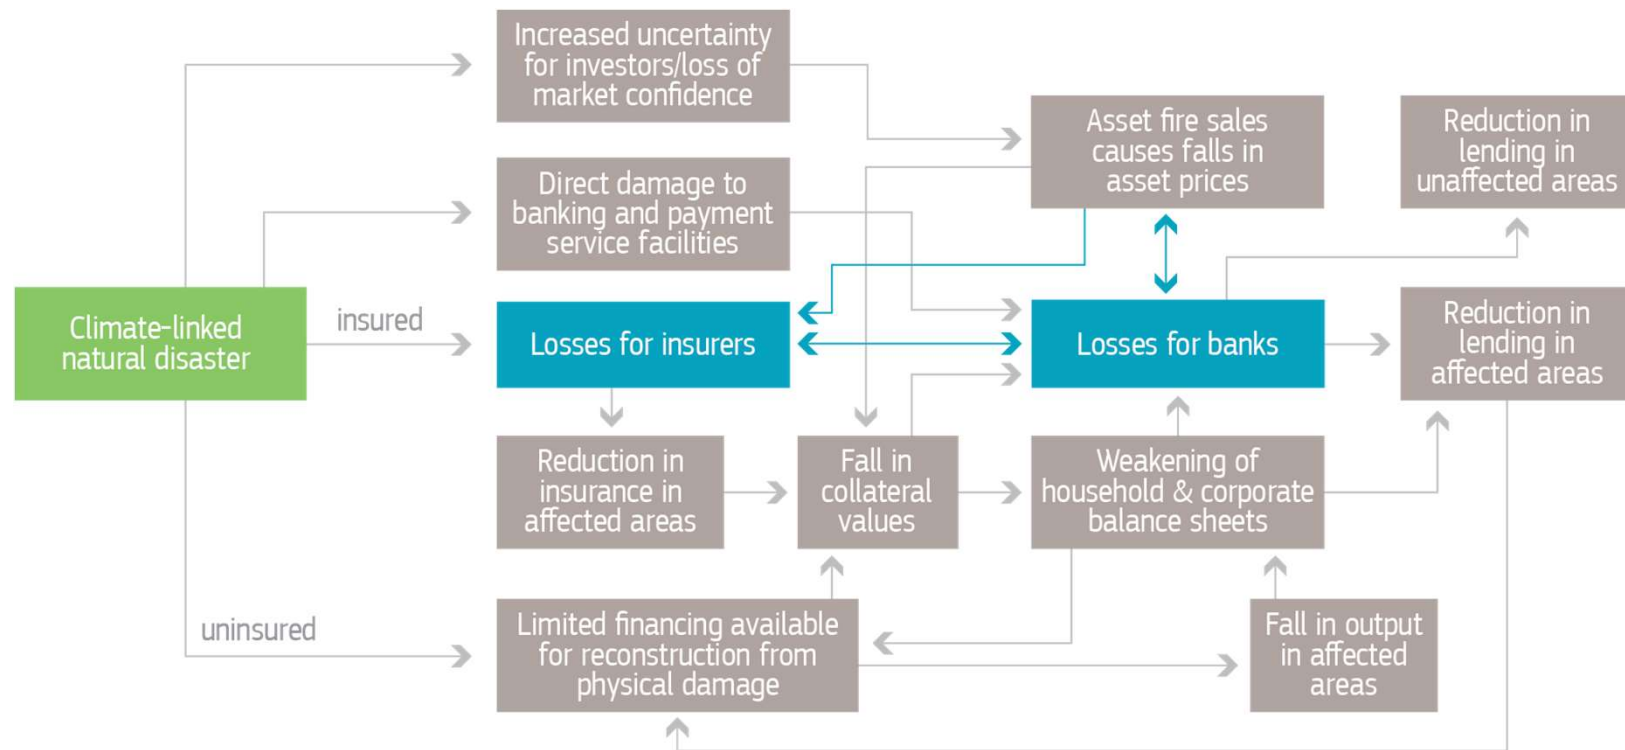 Increased uncertainty
for investors/loss of
market confidence
Asset fire sales
causes falls in
asset prices
Reduction in
lending in
unaffected areas
Direct damage to
banking and payment
service facilities
Climate-linked
natural disaster
insured
Losses for insurers
Losses for banks
Reduction in
lending in
affected areas
Reduction in
insurance in
affected areas
Fall in
collateral
values
Weakening of
household & corporate
balance sheets
uninsured
Limited financing available
for reconstruction from
physical damage
Fall in output
in affected
areas